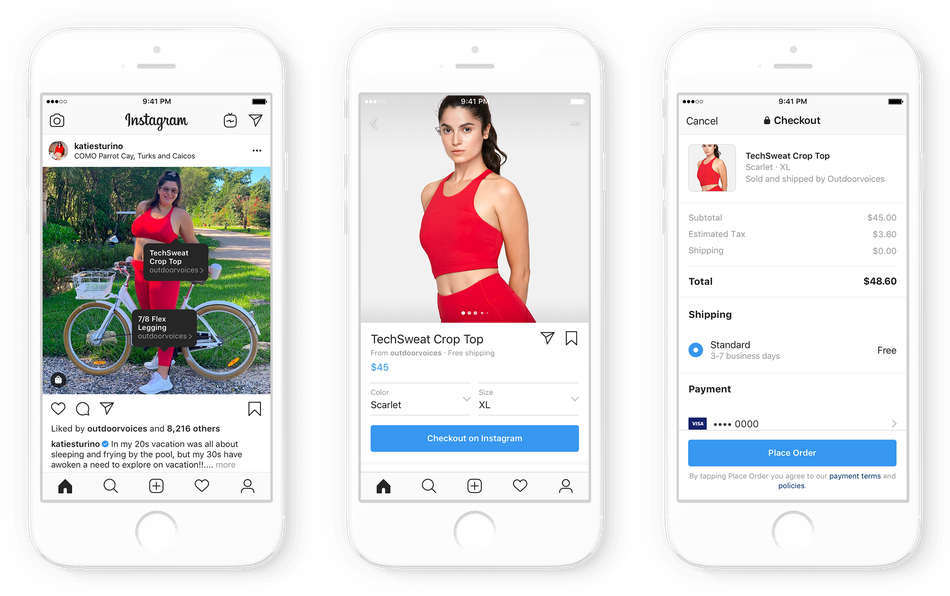 9:41 PM
Instagram
katiesturino
COMO Parrot Cay, Turks and Caicos
TechSweat
Crop Top
outdoorvoices
7/8 Flex
Legging
outdoorvoices
Liked by outdoorvoices and 8,216 others
katiesturino In my 20s vacation was all about
sleeping and frying by the pool, but my 30s have
awoken a need to explore on vacation!!.... more
9:41 PM
TechSweat Crop Top
From outdoorvoices · Free shipping
$45
Color
Scarlet
Size
XL
Checkout on Instagram
9:41 PM
Cancel
Checkout
TechSweat Crop Top
Scarlet · XL
Sold and shipped by Outdoorvoices
Subtotal $45.00
Estimated Tax $3.60
Shipping $0.00
Total $48.60
Shipping
Standard
3-7 business days
Free
Payment
VISA •••• 0000
Place Order
By tapping Place Order you agree to our payment terms and
policies.